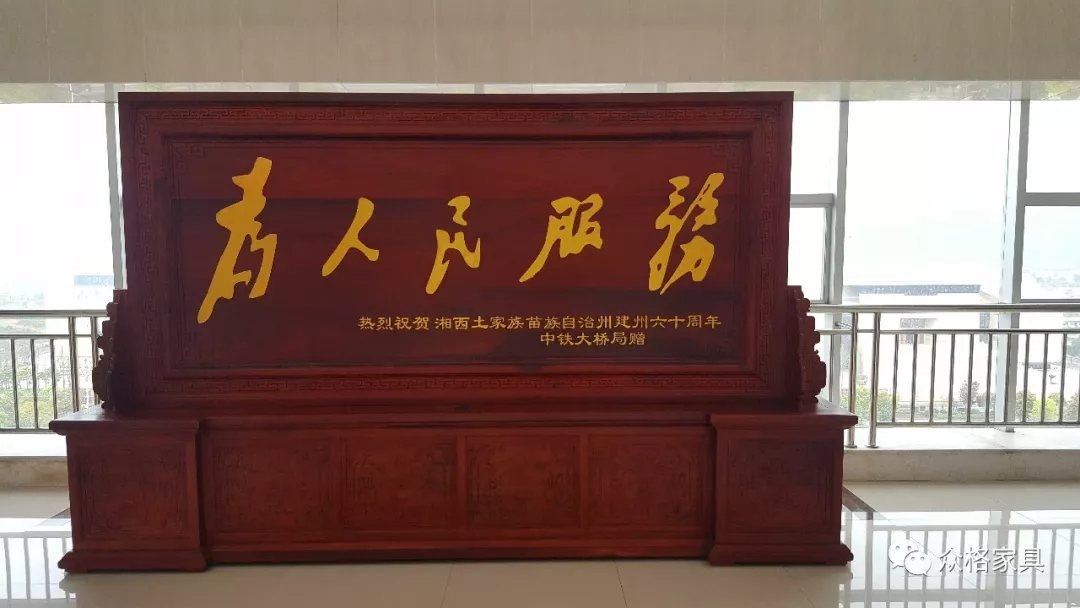 为人民服務
热烈祝贺 湘西土家族苗族自治州建州六十周年
中铁大桥局赠
众格家具